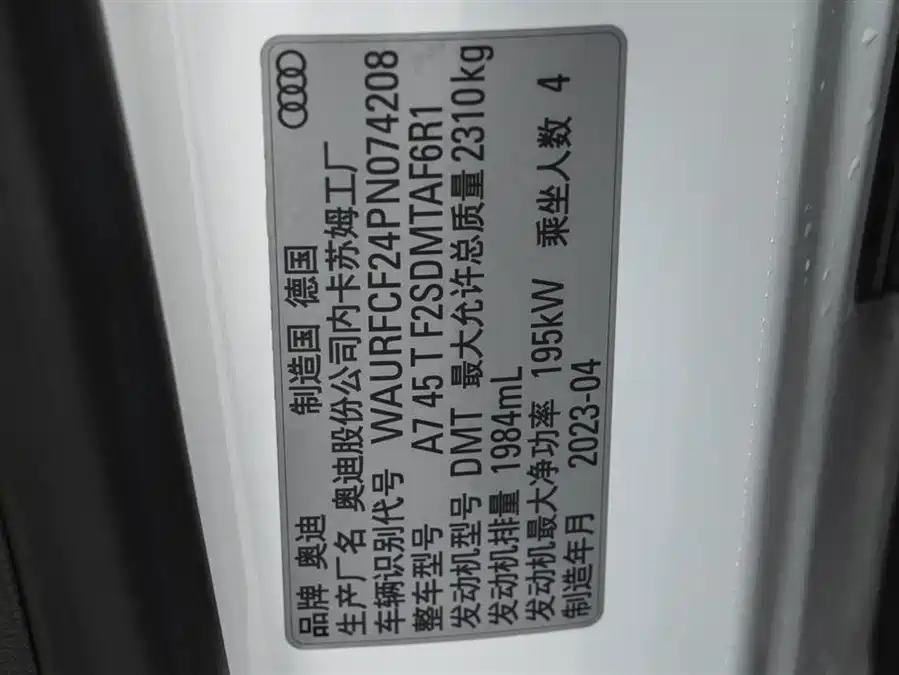 品牌 奥迪 制造国 德国
生产厂名 奥迪股份公司内卡苏姆工厂
车辆识别代号 WAURFCF24PN074208
整车型号 A7 45 T F2SDMTAF6R1
发动机型号 DMT 最大允许总质量 2310kg
发动机排量 1984mL
发动机最大净功率 195kW 乘坐人数 4
制造年月 2023-04